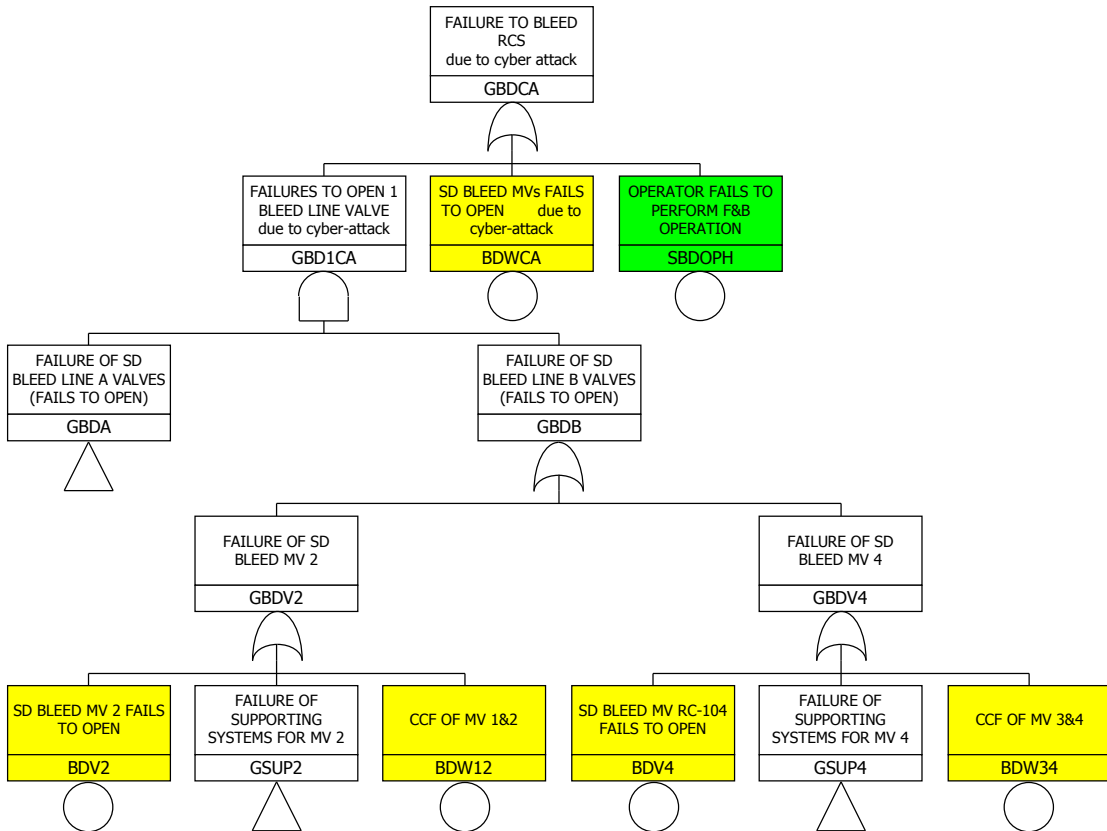 FAILURE TO BLEED
RCS
due to cyber attack
GBDCA
FAILURES TO OPEN 1
BLEED LINE VALVE
due to cyber-attack
GBD1CA
SD BLEED MVs FAILS
TO OPEN due to
cyber-attack
BDWCA
OPERATOR FAILS TO
PERFORM F&B
OPERATION
SBDOPH
FAILURE OF SD
BLEED LINE A VALVES
(FAILS TO OPEN)
GBDA
FAILURE OF SD
BLEED LINE B VALVES
(FAILS TO OPEN)
GBDB
FAILURE OF SD
BLEED MV 2
GBDV2
FAILURE OF SD
BLEED MV 4
GBDV4
SD BLEED MV 2 FAILS
TO OPEN
BDV2
FAILURE OF
SUPPORTING
SYSTEMS FOR MV 2
GSUP2
CCF OF MV 1&2
BDW12
SD BLEED MV RC-104
FAILS TO OPEN
BDV4
FAILURE OF
SUPPORTING
SYSTEMS FOR MV 4
GSUP4
CCF OF MV 3&4
BDW34